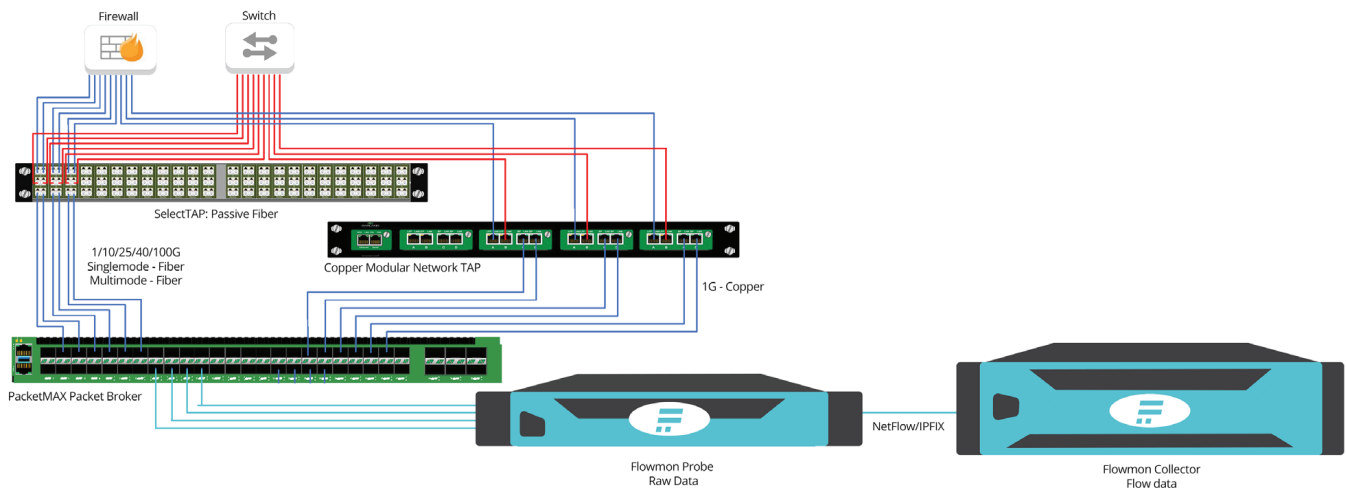 Firewall
Switch
SelectTAP: Passive Fiber
1/10/25/40/100G
Singlemode - Fiber
Multimode - Fiber
Copper Modular Network TAP
1G - Copper
PacketMAX Packet Broker
NetFlow/IPFIX
Flowmon Probe
Raw Data
Flowmon Collector
Flow data